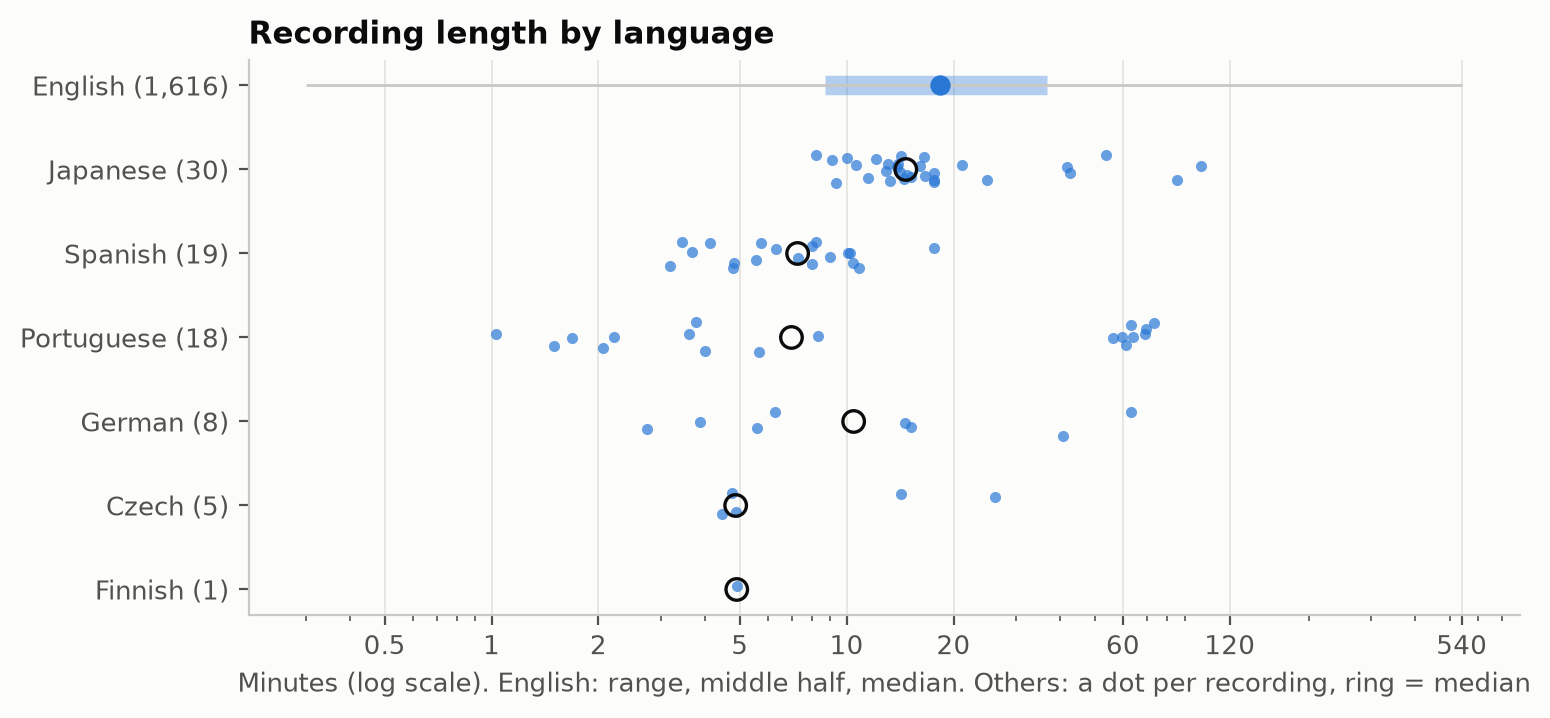 Recording length by language
English (1,616)
Japanese (30)
Spanish (19)
Portuguese (18)
German (8)
Czech (5)
Finnish (1)
0.5 1 2 5 10 20 60 120 540
Minutes (log scale). English: range, middle half, median. Others: a dot per recording, ring = median